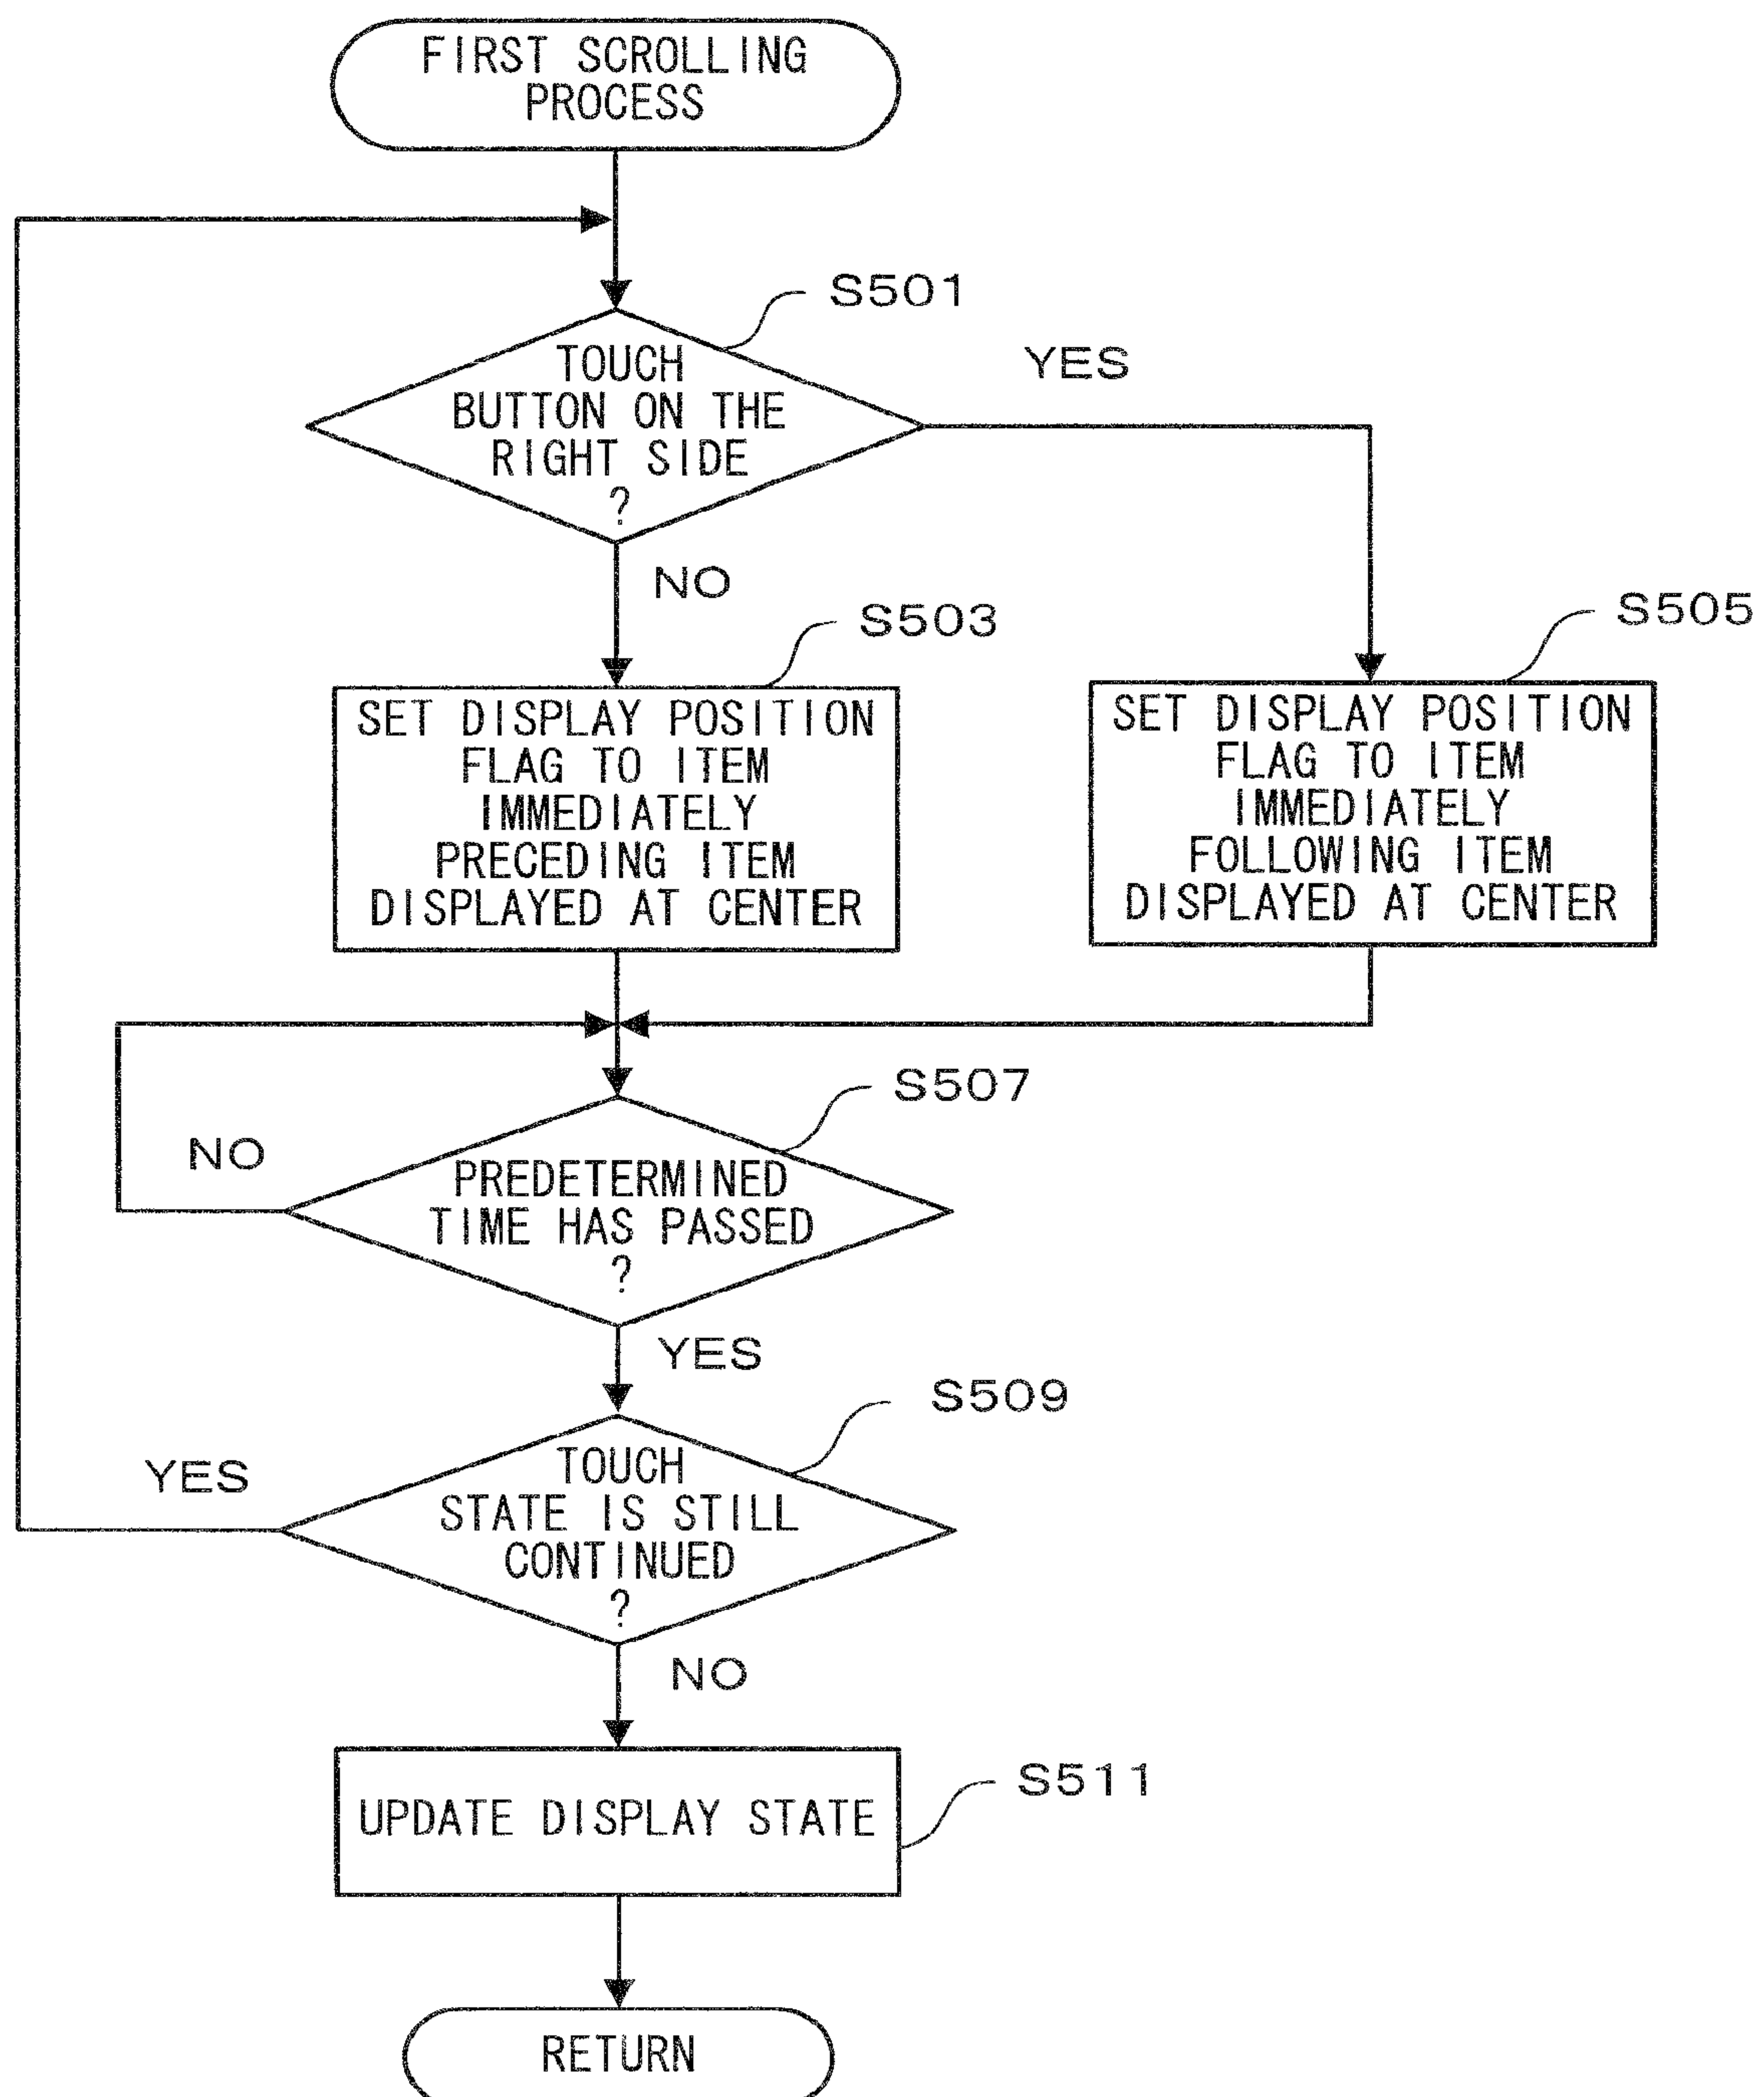 FIRST SCROLLING
PROCESS
S501
TOUCH
BUTTON ON THE
RIGHT SIDE
?
YES
NO
S503
SET DISPLAY POSITION
FLAG TO ITEM
IMMEDIATELY
PRECEDING ITEM
DISPLAYED AT CENTER
S505
SET DISPLAY POSITION
FLAG TO ITEM
IMMEDIATELY
FOLLOWING ITEM
DISPLAYED AT CENTER
S507
NO
PREDETERMINED
TIME HAS PASSED
?
YES
S509
YES
TOUCH
STATE IS STILL
CONTINUED
?
NO
S511
UPDATE DISPLAY STATE
RETURN